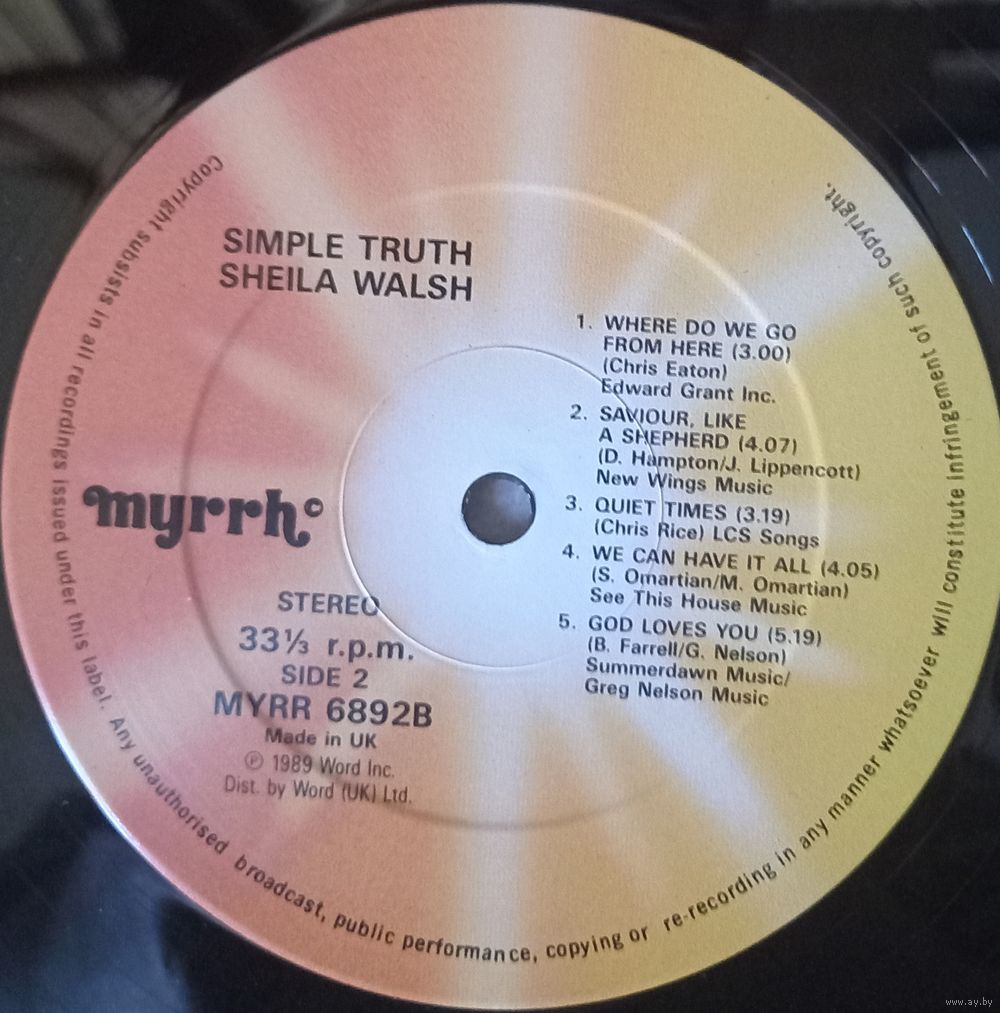 SIMPLE TRUTH
SHEILA WALSH
1. WHERE DO WE GO
FROM HERE (3.00)
(Chris Eaton)
Edward Grant Inc.
2. SAVIOUR, LIKE
A SHEPHERD (4.07)
(D. Hampton/J. Lippencott)
New Wings Music
3. QUIET TIMES (3.19)
(Chris Rice) LCS Songs
4. WE CAN HAVE IT ALL (4.05)
(S. Omartian/M. Omartian)
See This House Music
5. GOD LOVES YOU (5.19)
(B. Farrell/G. Nelson)
Summerdawn Music/
Greg Nelson Music
myrrh©
STEREO
33⅓ r.p.m.
SIDE 2
MYRR 6892B
Made in UK
℗ 1989 Word Inc.
Dist. by Word (UK) Ltd.
Copyright subsists in all recordings issued under this label. Any unauthorised broadcast, public performance, copying or re-recording in any manner whatsoever will constitute infringement of such copyright.
www.ay.by